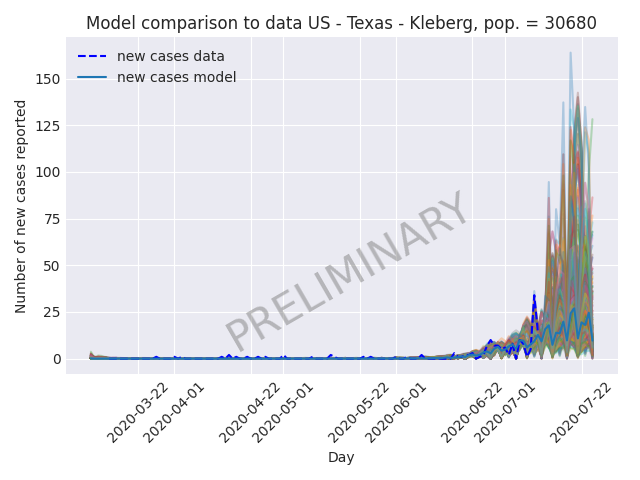 Model comparison to data US - Texas - Kleberg, pop. = 30680
new cases data
new cases model
Number of new cases reported
150
125
100
75
50
25
0
PRELIMINARY
2020-03-22
2020-04-01
2020-04-22
2020-05-01
2020-05-22
2020-06-01
2020-06-22
2020-07-01
2020-07-22
Day